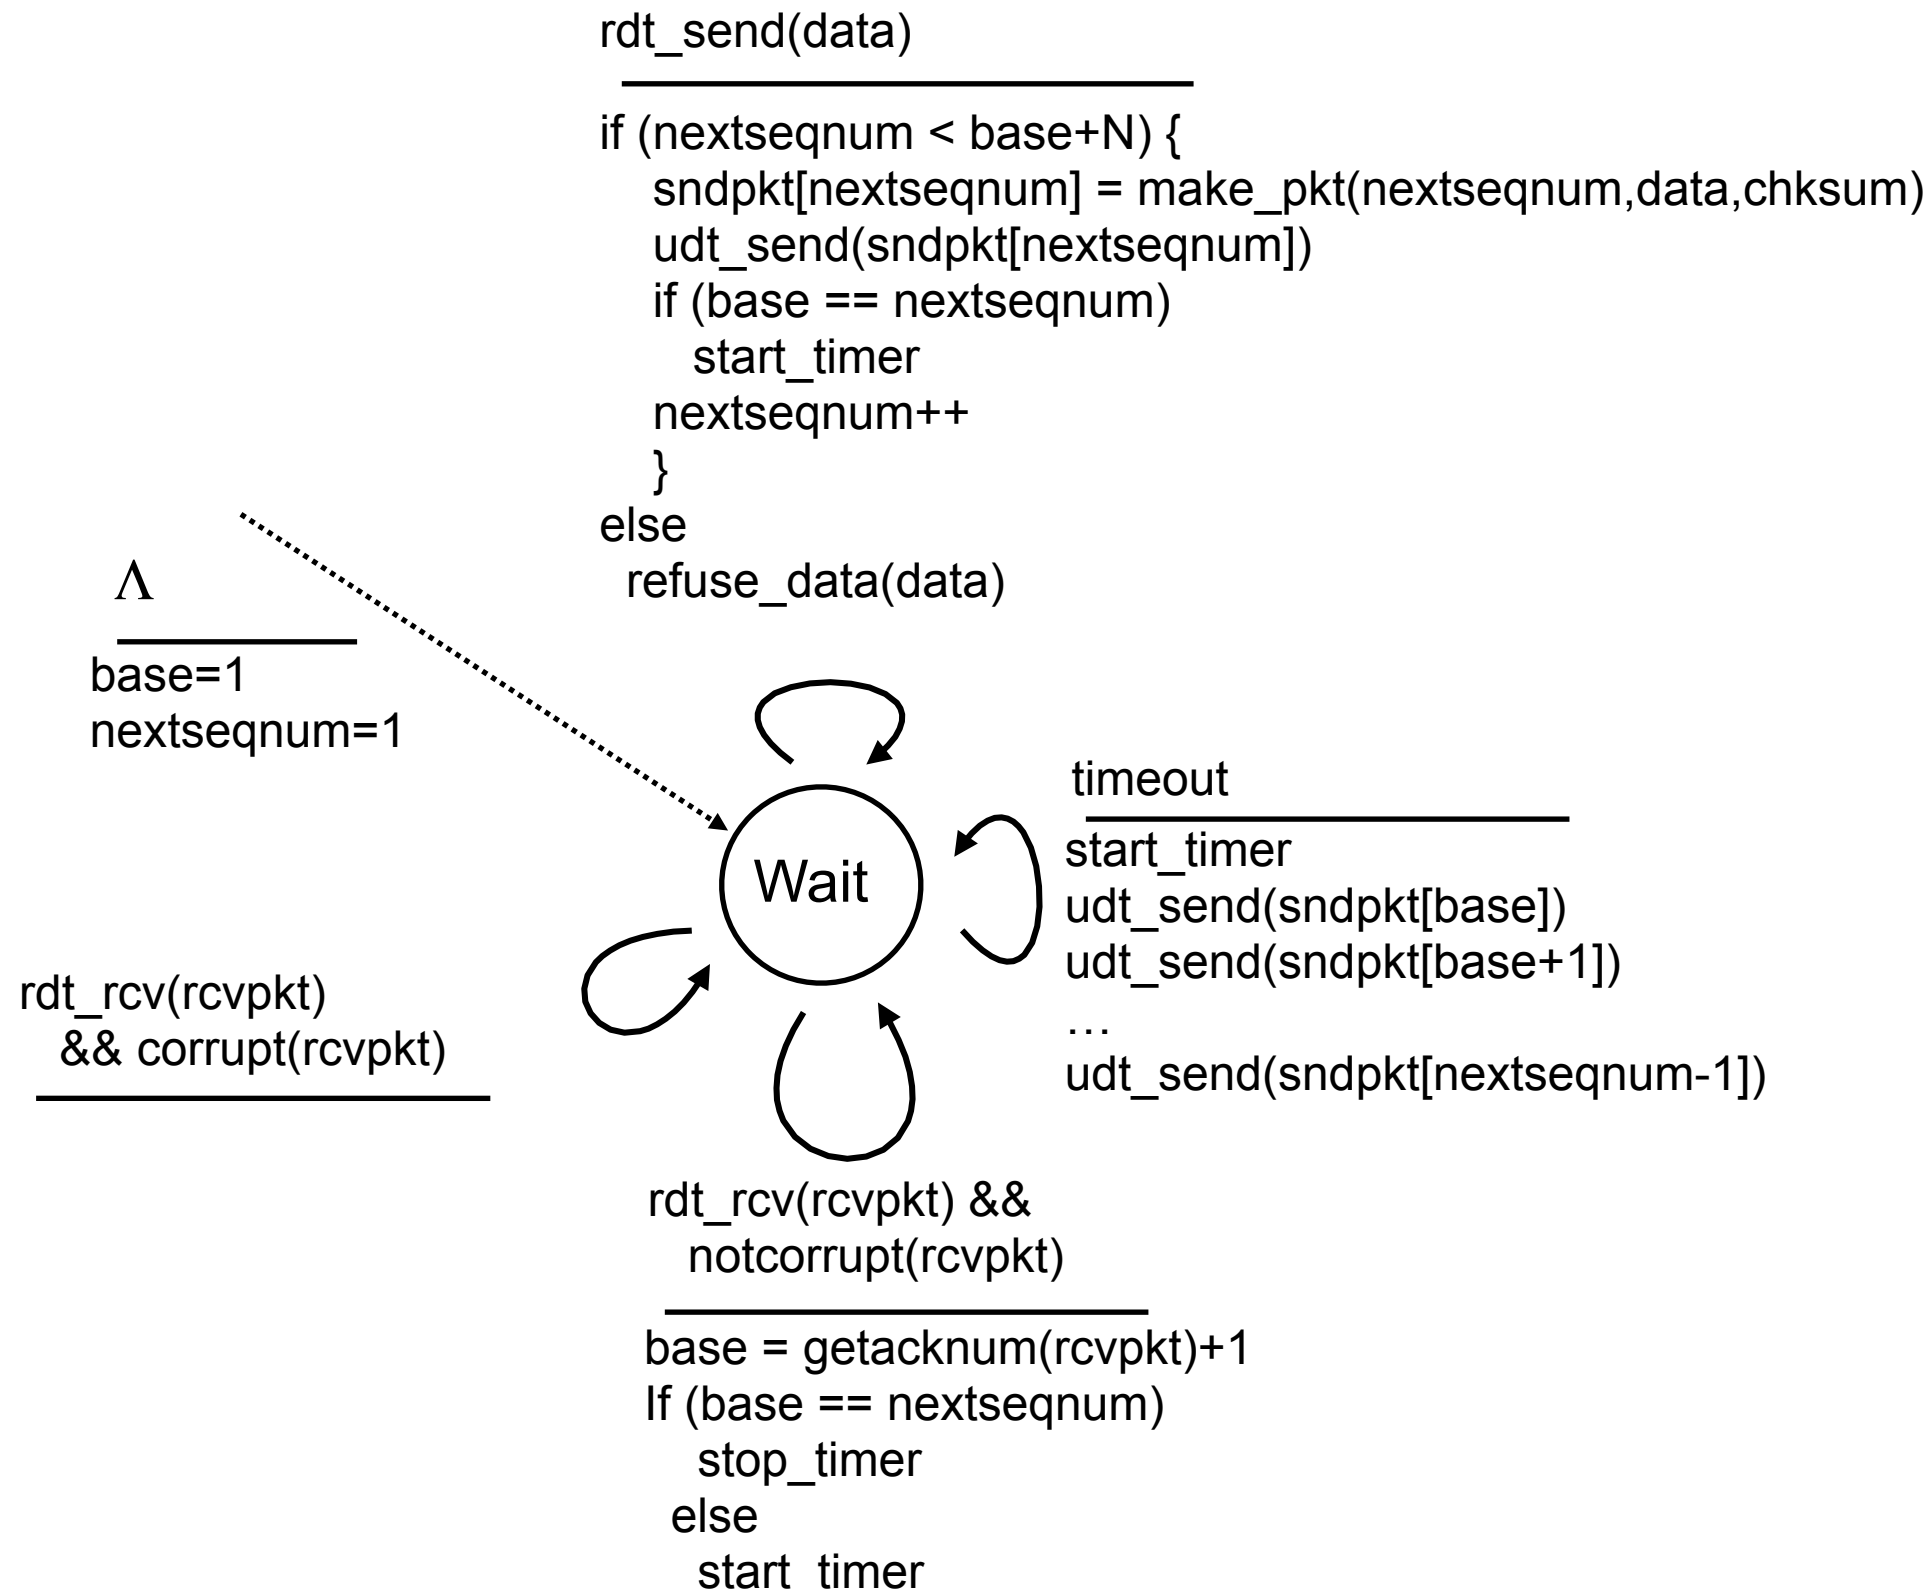 rdt_send(data)
if (nextseqnum < base+N) {
sndpkt[nextseqnum] = make_pkt(nextseqnum,data,chksum)
udt_send(sndpkt[nextseqnum])
if (base == nextseqnum)
start_timer
nextseqnum++
}
else
refuse_data(data)
Λ
base=1
nextseqnum=1
Wait
timeout
start_timer
udt_send(sndpkt[base])
udt_send(sndpkt[base+1])
…
udt_send(sndpkt[nextseqnum-1])
rdt_rcv(rcvpkt)
&& corrupt(rcvpkt)
rdt_rcv(rcvpkt) &&
notcorrupt(rcvpkt)
base = getacknum(rcvpkt)+1
If (base == nextseqnum)
stop_timer
else
start_timer